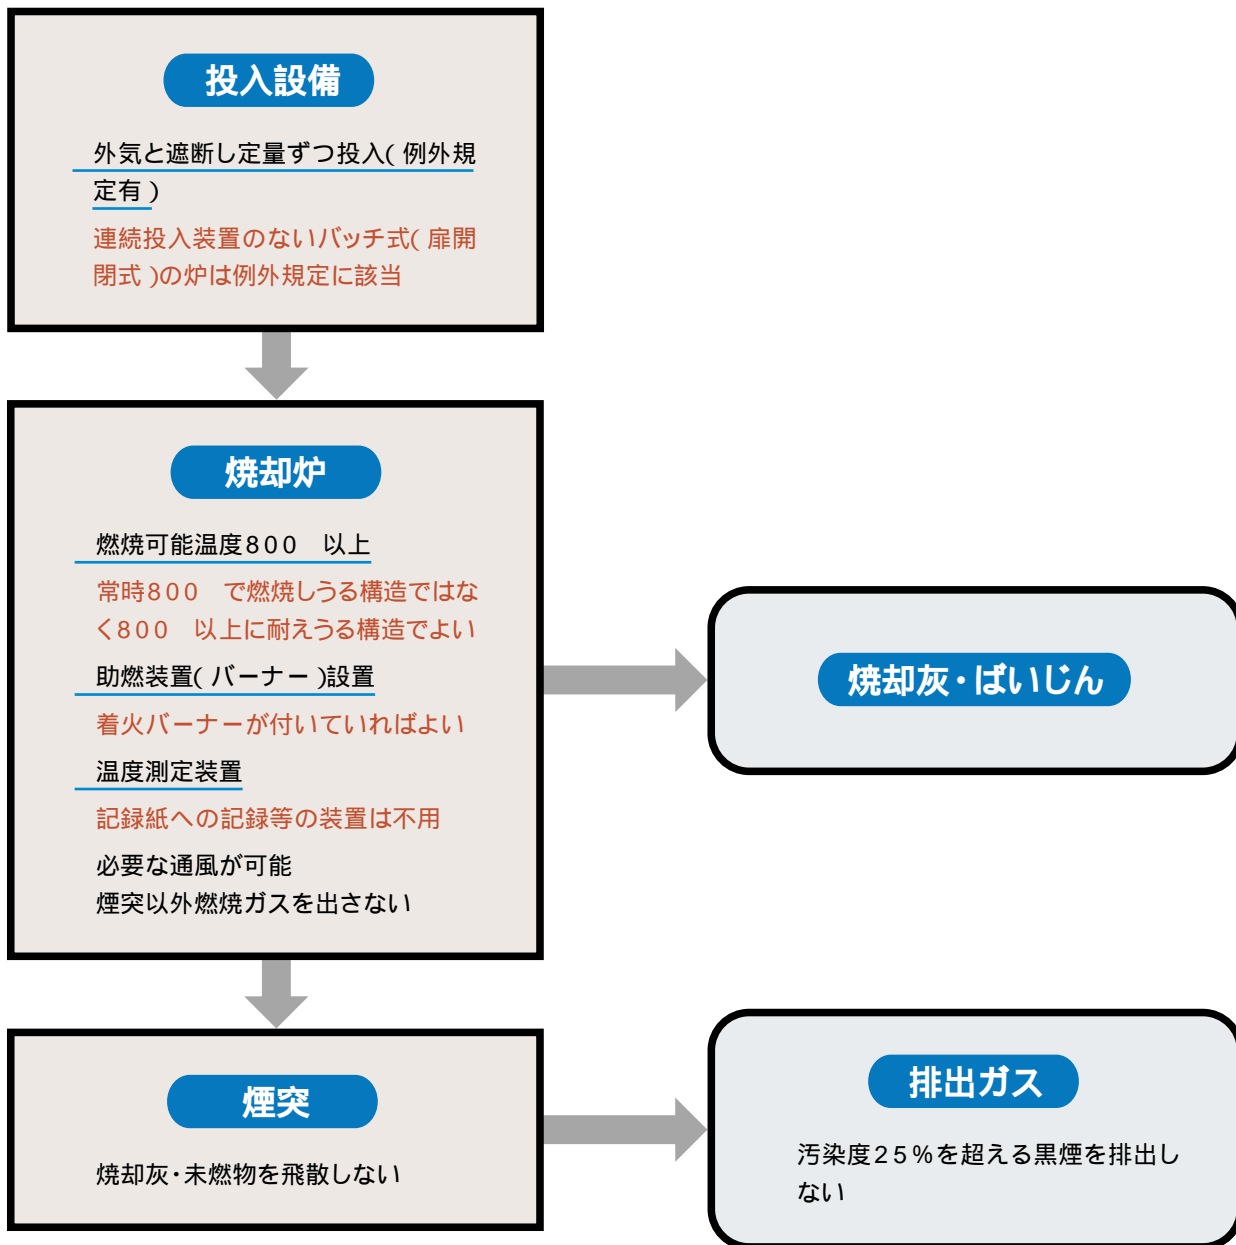 投入設備
外気と遮断し定量ずつ投入(例外規
定有)
連続投入装置のないバッチ式(扉開
閉式)の炉は例外規定に該当
焼却炉
燃焼可能温度800　以上
常時800　で燃焼しうる構造ではな
く800　以上に耐えうる構造でよい
助燃装置(バーナー)設置
着火バーナーが付いていればよい
温度測定装置
記録紙への記録等の装置は不用
必要な通風が可能
煙突以外燃焼ガスを出さない
焼却灰・ばいじん
煙突
焼却灰・未燃物を飛散しない
排出ガス
汚染度25%を超える黒煙を排出し
ない